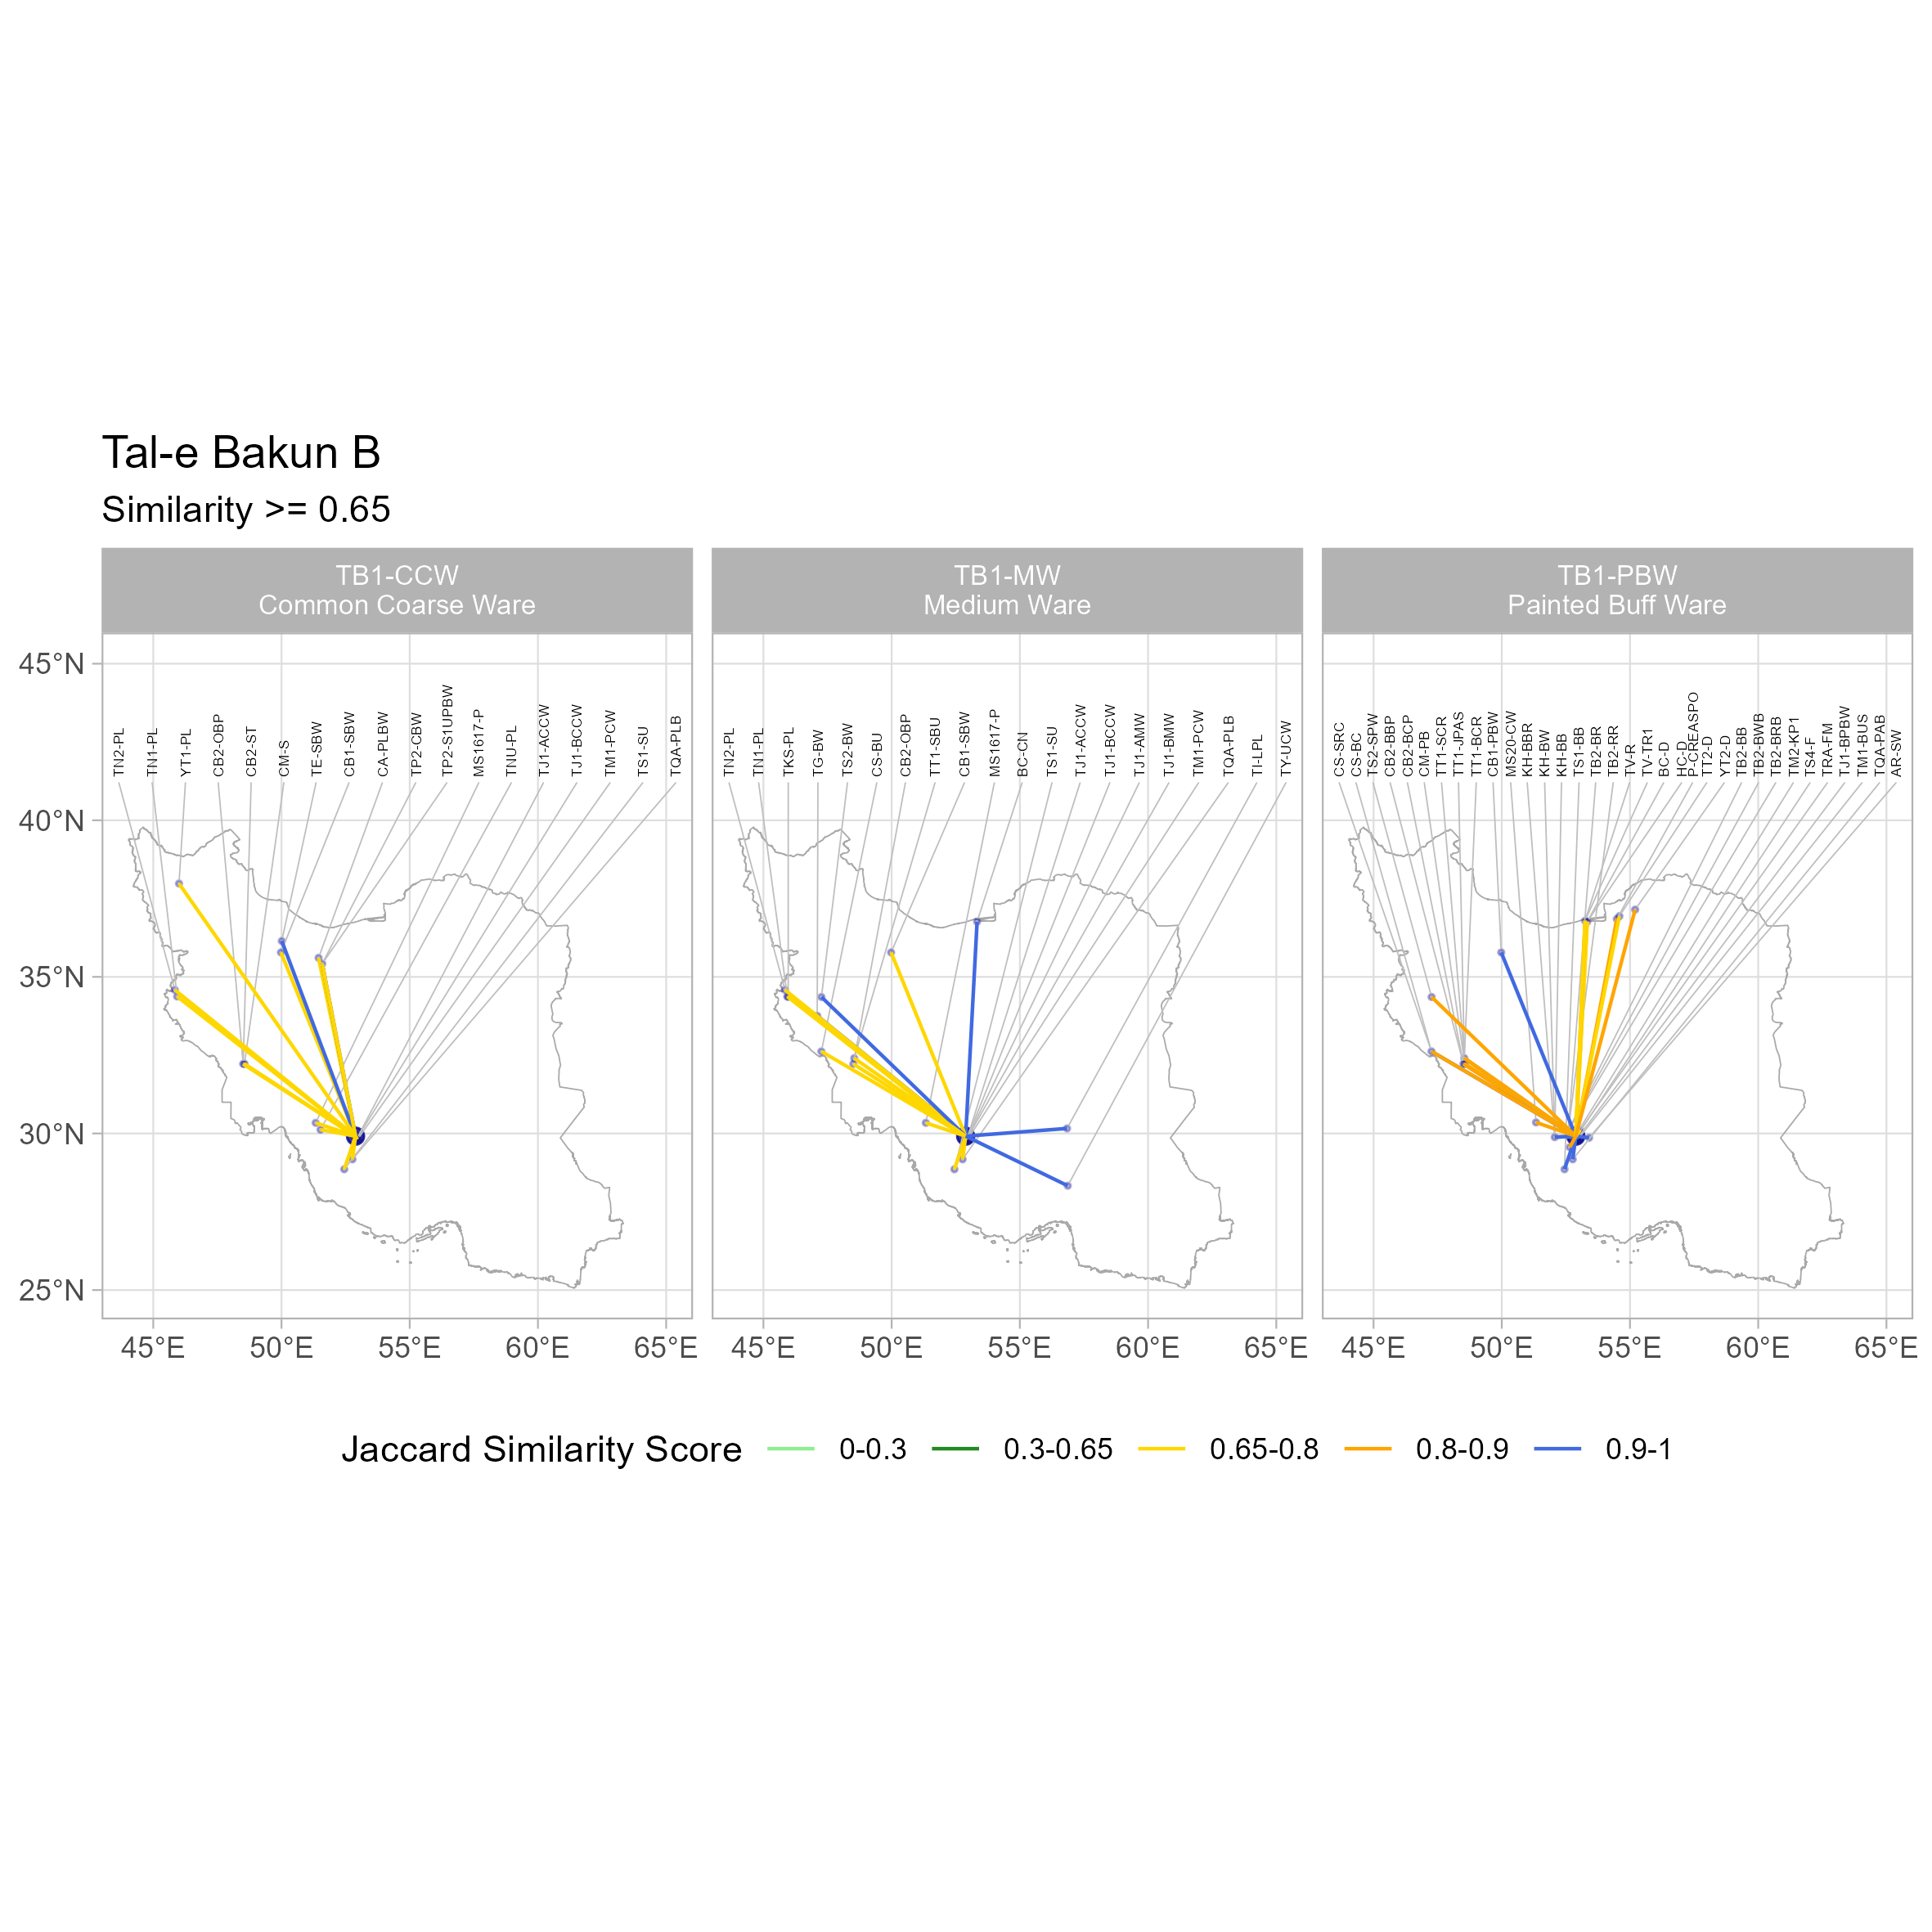 Tal-e Bakun B
Similarity >= 0.65
TB1-CCW
Common Coarse Ware
TB1-MW
Medium Ware
TB1-PBW
Painted Buff Ware
45°N
40°N
35°N
30°N
25°N
TN2-PL
TN1-PL
YT1-PL
CB2-OBP
CB2-ST
CM-S
TE-SBW
CB1-SBW
CA-PLBW
TP2-CBW
TP2-S1UPBW
MS1617-P
TNU-PL
TJ1-ACCW
TJ1-BCCW
TM1-PCW
TS1-SU
TQA-PLB
TN2-PL
TN1-PL
TKS-PL
TG-BW
TS2-BW
CS-BU
CB2-OBP
TT1-SBU
CB1-SBW
MS1617-P
BC-CN
TS1-SU
TJ1-ACCW
TJ1-BCCW
TJ1-AMW
TJ1-BMW
TM1-PCW
TQA-PLB
TI-LPL
TY-UCW
CS-SRC
CS-BC
TS2-SPW
CB2-BBP
CB2-BCP
CM-PB
TT1-SCR
TT1-JPAS
TT1-BCR
CB1-PBW
MS20-CW
KH-BBR
KH-BW
KH-BB
TS1-BB
TB2-BR
TB2-RR
TV-R
TV-TR1
BC-D
HC-D
P-CREASPO
TT2-D
YT2-D
TB2-BB
TB2-BWB
TB2-BRB
TM2-KP1
TS4-F
TRA-FM
TJ1-BPBW
TM1-BUS
TQA-PAB
AR-SW
45°E 50°E 55°E 60°E 65°E
45°E 50°E 55°E 60°E 65°E
45°E 50°E 55°E 60°E 65°E
Jaccard Similarity Score 0-0.3 0.3-0.65 0.65-0.8 0.8-0.9 0.9-1